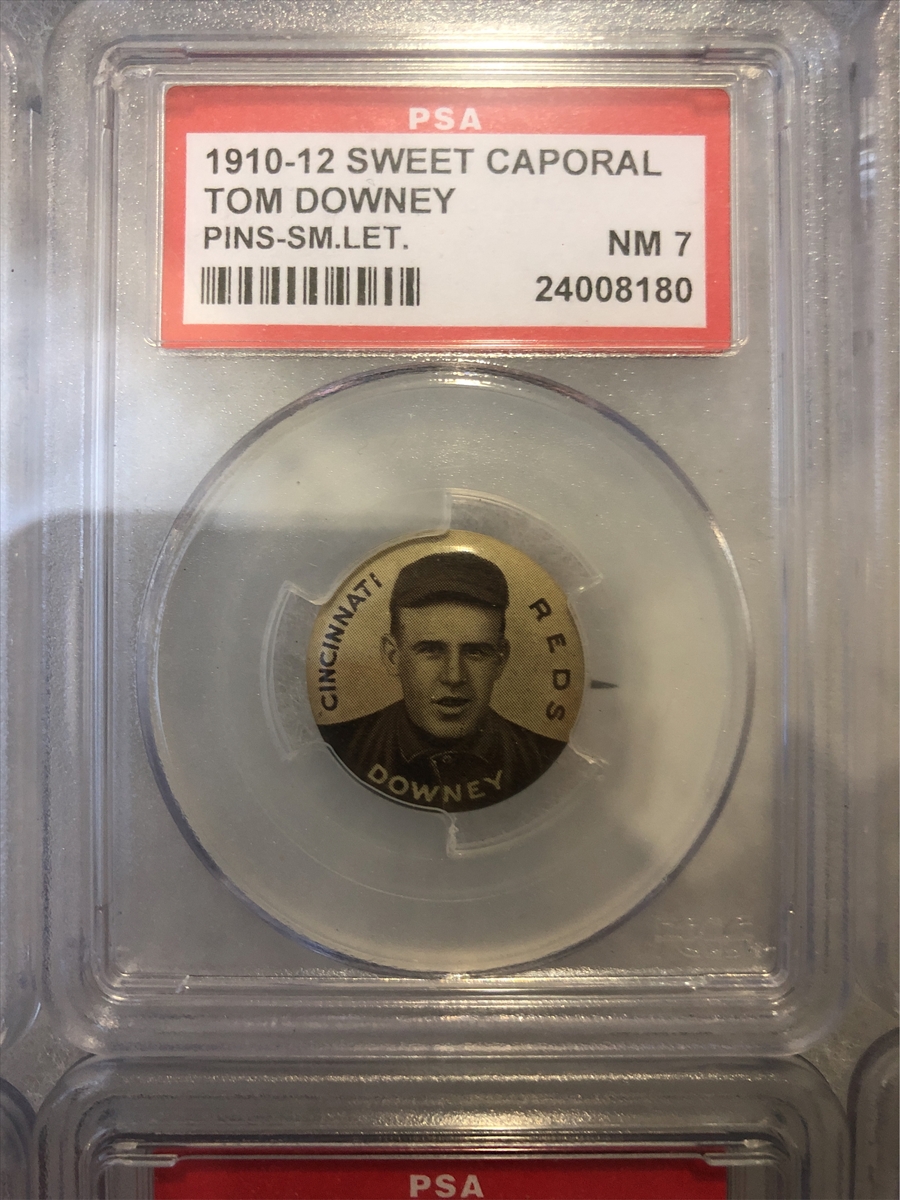 PSA
1910-12 SWEET CAPORAL
TOM DOWNEY
PINS-SM.LET.
NM 7
24008180
CINCINNATI
REDS
DOWNEY
PSA